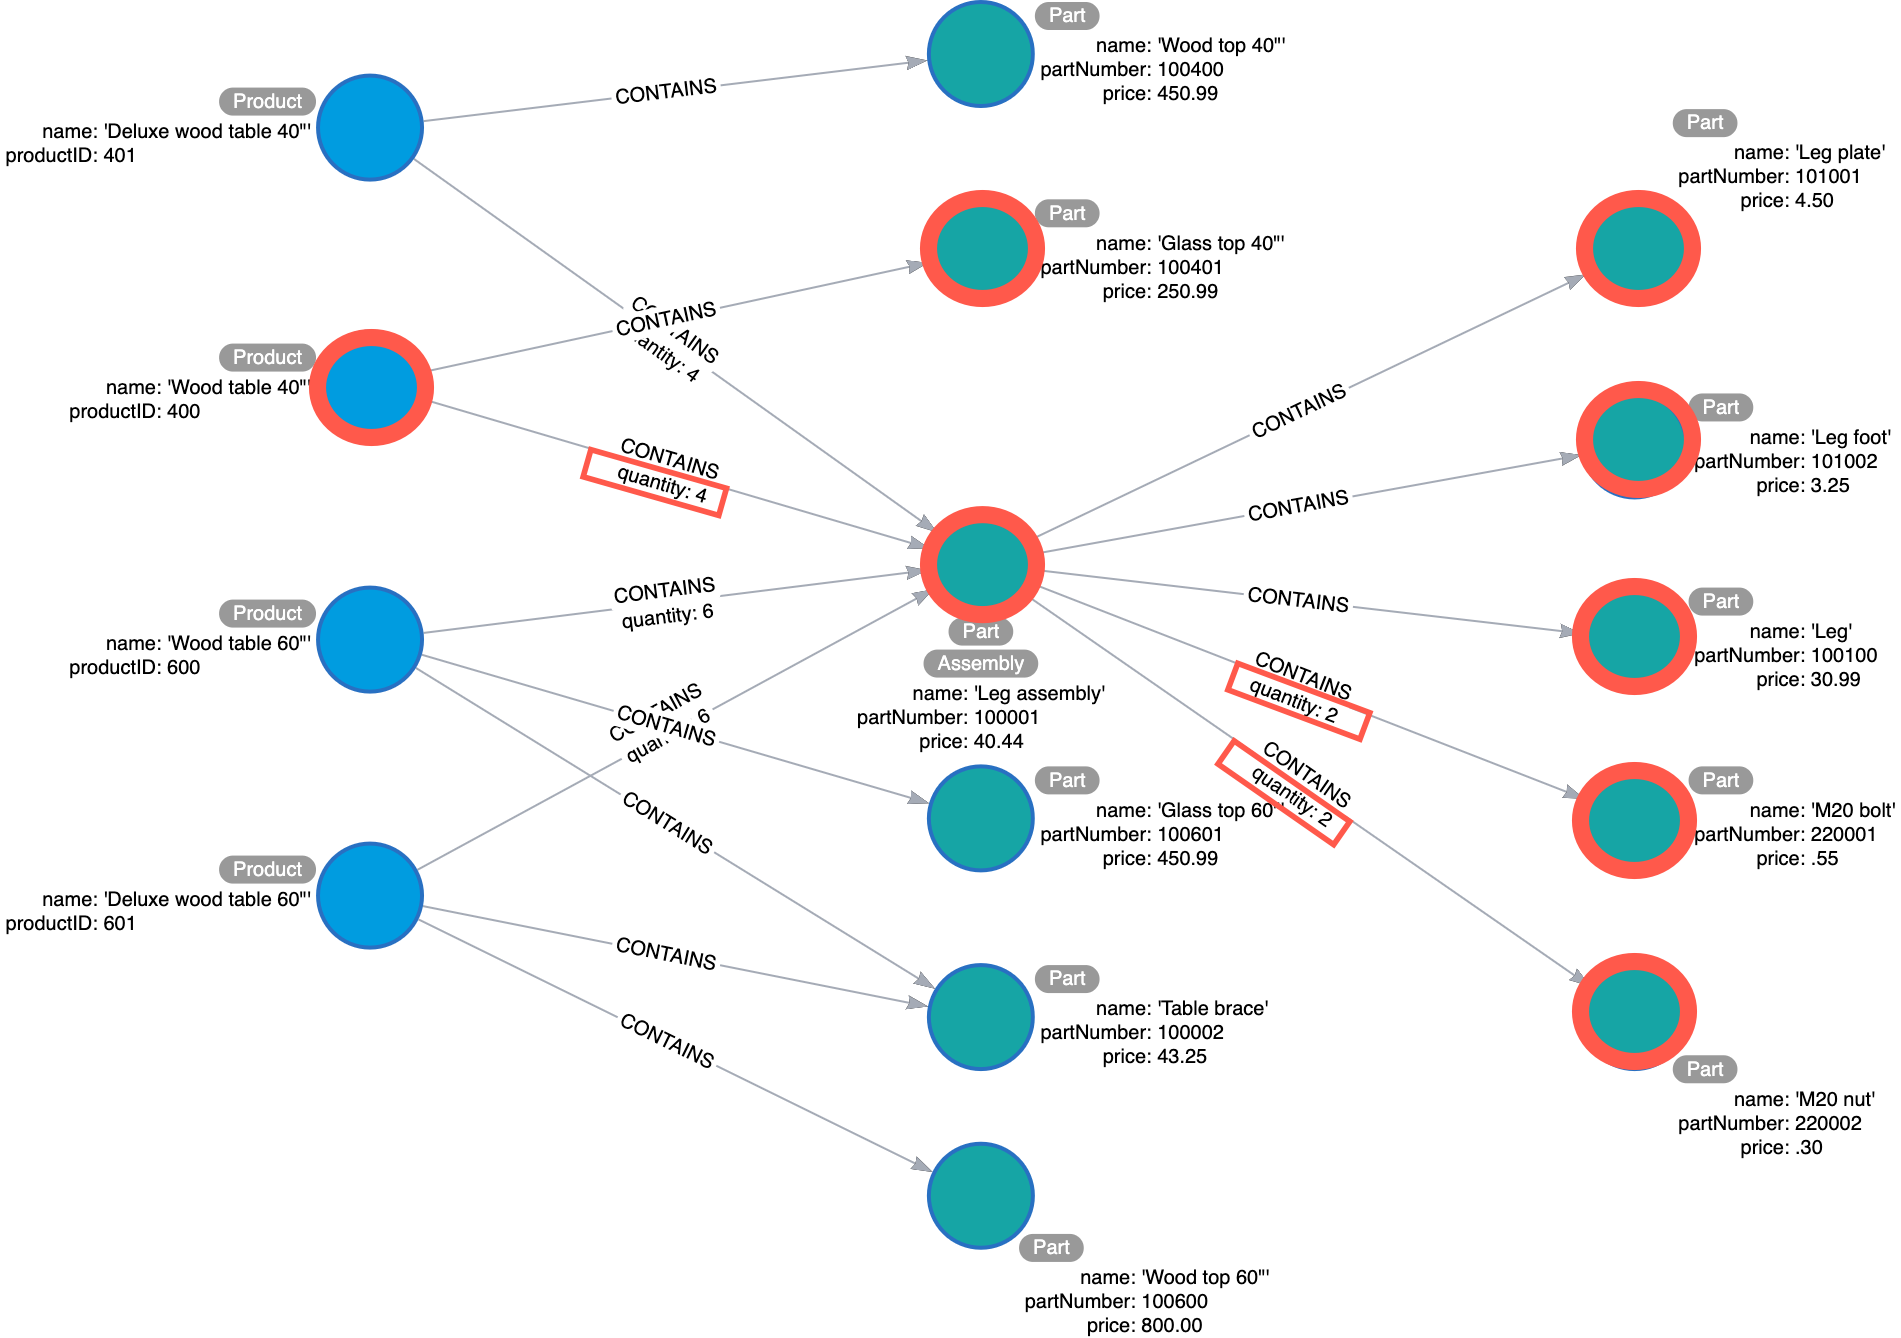 Product
name: 'Deluxe wood table 40"'
productID: 401
Product
name: 'Wood table 40"'
productID: 400
Product
name: 'Wood table 60"'
productID: 600
Product
name: 'Deluxe wood table 60"'
productID: 601
CONTAINS
CONTAINS
quantity: 4
CONTAINS
CONTAINS
quantity: 4
CONTAINS
quantity: 6
CONTAINS
quantity: 6
CONTAINS
CONTAINS
CONTAINS
CONTAINS
Part
name: 'Wood top 40"'
partNumber: 100400
price: 450.99
Part
name: 'Glass top 40"'
partNumber: 100401
price: 250.99
Part
Assembly
name: 'Leg assembly'
partNumber: 100001
price: 40.44
Part
name: 'Glass top 60"'
partNumber: 100601
price: 450.99
Part
name: 'Table brace'
partNumber: 100002
price: 43.25
Part
name: 'Wood top 60"'
partNumber: 100600
price: 800.00
CONTAINS
CONTAINS
CONTAINS
CONTAINS
quantity: 2
CONTAINS
quantity: 2
Part
name: 'Leg plate'
partNumber: 101001
price: 4.50
Part
name: 'Leg foot'
partNumber: 101002
price: 3.25
Part
name: 'Leg'
partNumber: 100100
price: 30.99
Part
name: 'M20 bolt'
partNumber: 220001
price: .55
Part
name: 'M20 nut'
partNumber: 220002
price: .30